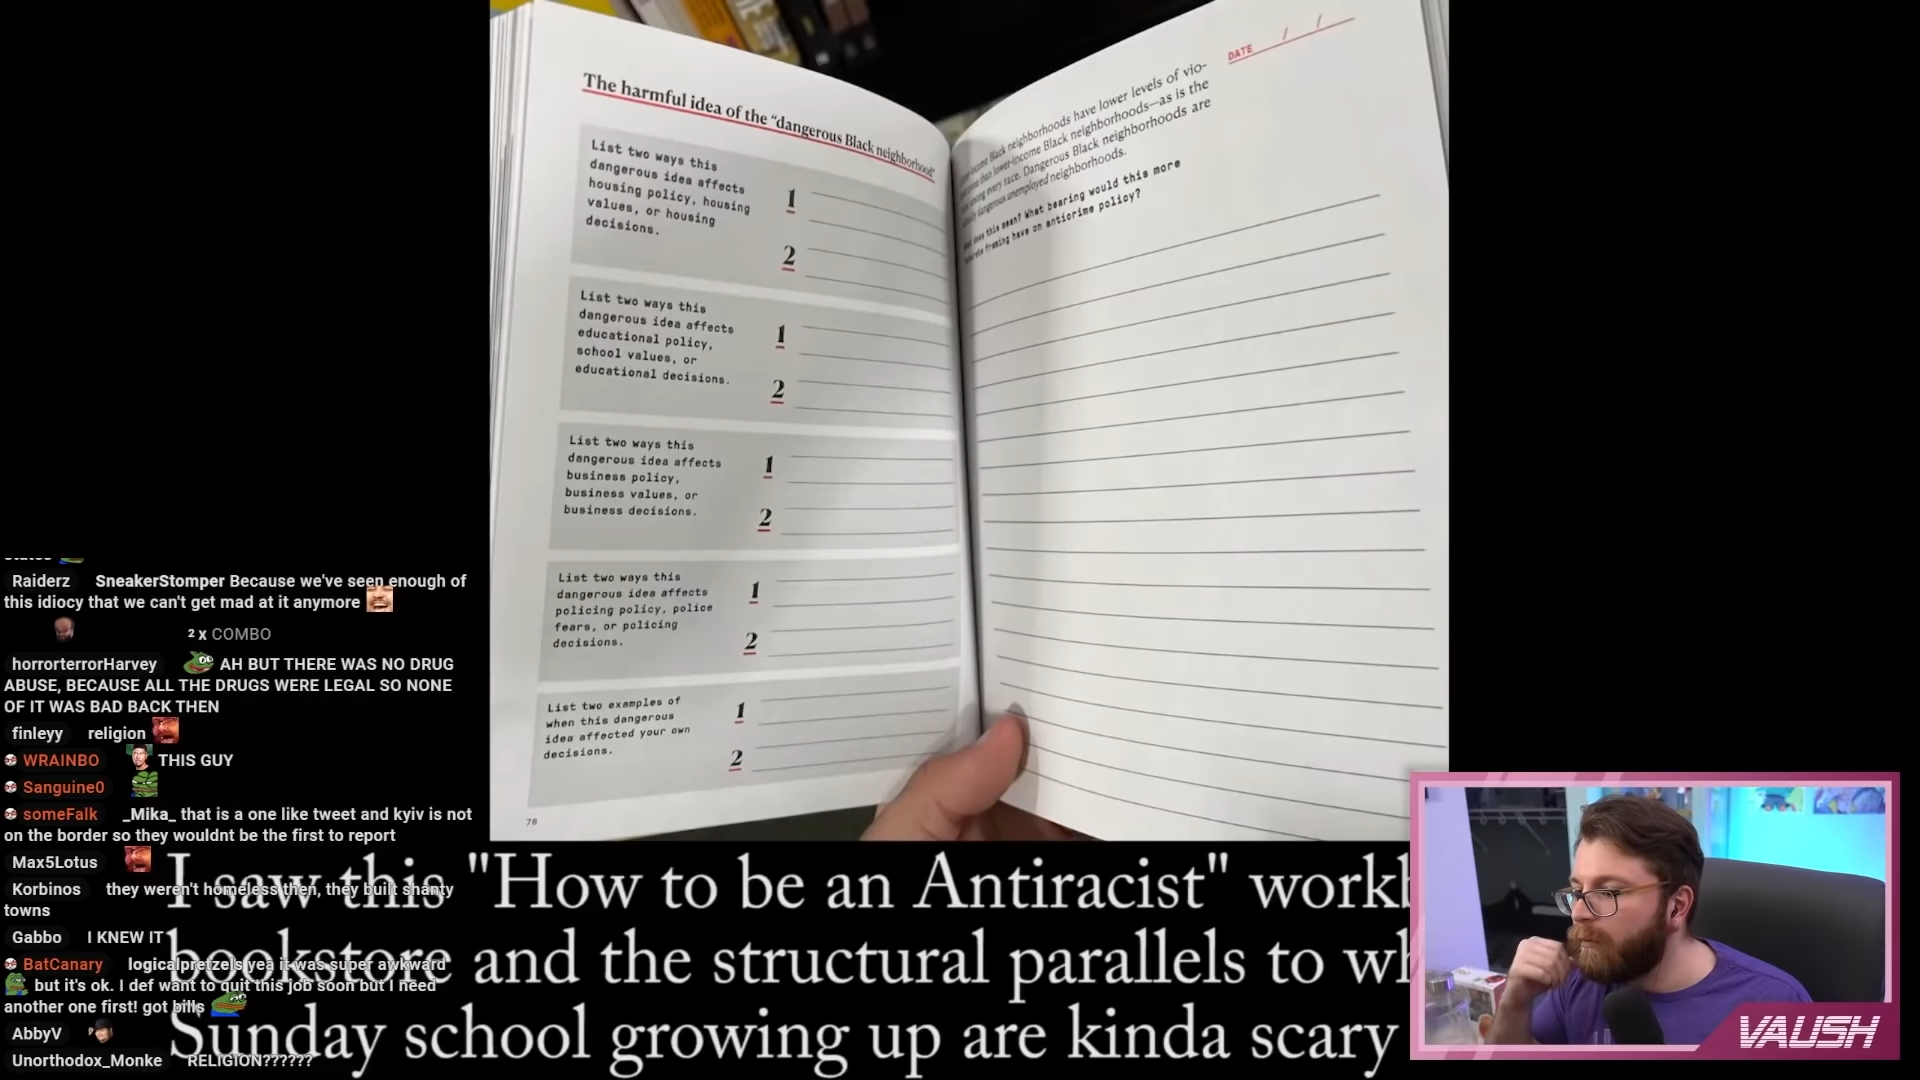 The harmful idea of the "dangerous Black neighborhood"
List two ways this
dangerous idea affects
housing policy, housing
values, or housing
decisions.
1
2
List two ways this
dangerous idea affects
educational policy,
school values, or
educational decisions.
1
2
List two ways this
dangerous idea affects
business policy,
business values, or
business decisions.
1
2
List two ways this
dangerous idea affects
policing policy, police
fears, or policing
decisions.
1
2
List two examples of
when this dangerous
idea affected your own
decisions.
1
2
78
DATE / /
income Black neighborhoods have lower levels of vio-
than lower-income Black neighborhoods—as is the
among every race. Dangerous Black neighborhoods are
dangerous unemployed neighborhoods.
does this mean? What bearing would this more
framing have on anticrime policy?
I saw this "How to be an Antiracist"
bookstore and the structural parallels to
Sunday school growing up are kinda scary
Raiderz SneakerStomper Because we've seen enough of
this idiocy that we can't get mad at it anymore
2 x COMBO
horrorterrorHarvey AH BUT THERE WAS NO DRUG
ABUSE, BECAUSE ALL THE DRUGS WERE LEGAL SO NONE
OF IT WAS BAD BACK THEN
finleyy religion
WRAINBO THIS GUY
Sanguine0
someFalk _Mika_ that is a one like tweet and kyiv is not
on the border so they wouldnt be the first to report
Max5Lotus
Korbinos they weren't homeless then, they built shanty
towns
Gabbo I KNEW IT
BatCanary logicalpretzels yea it was super awkward
but it's ok. I def want to quit this job soon but I need
another one first! got bills
AbbyV
Unorthodox_Monke RELIGION??????
VAUSH